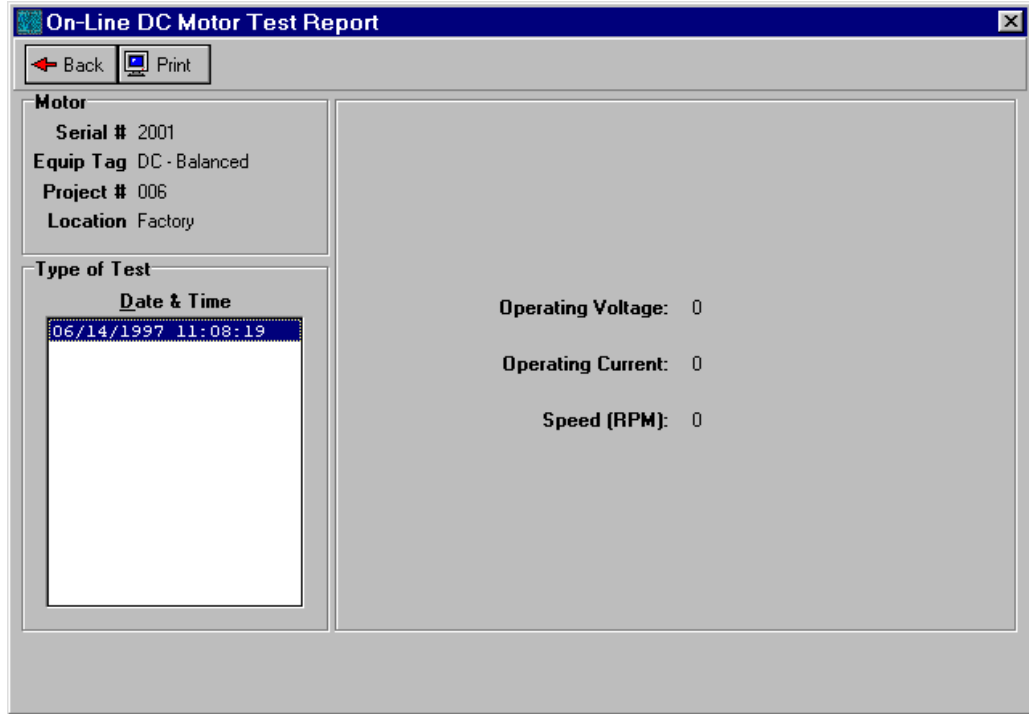 On-Line DC Motor Test Report
Back Print
Motor
Serial # 2001
Equip Tag DC - Balanced
Project # 006
Location Factory
Type of Test
Date & Time
06/14/1997 11:08:19
Operating Voltage: 0
Operating Current: 0
Speed (RPM): 0